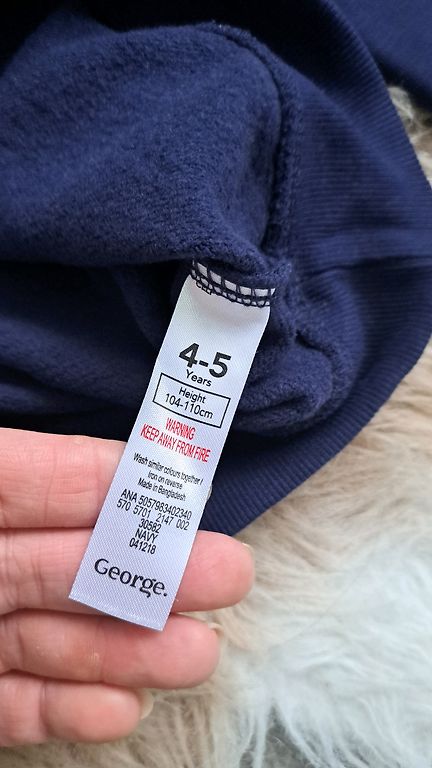 4-5
Years
Height
104-110cm
WARNING
KEEP AWAY FROM FIRE
Wash similar colours together /
Iron on reverse
Made in Bangladesh
ANA 5057983402340
570 5701 2147 002
30582
NAVY
041218
George.